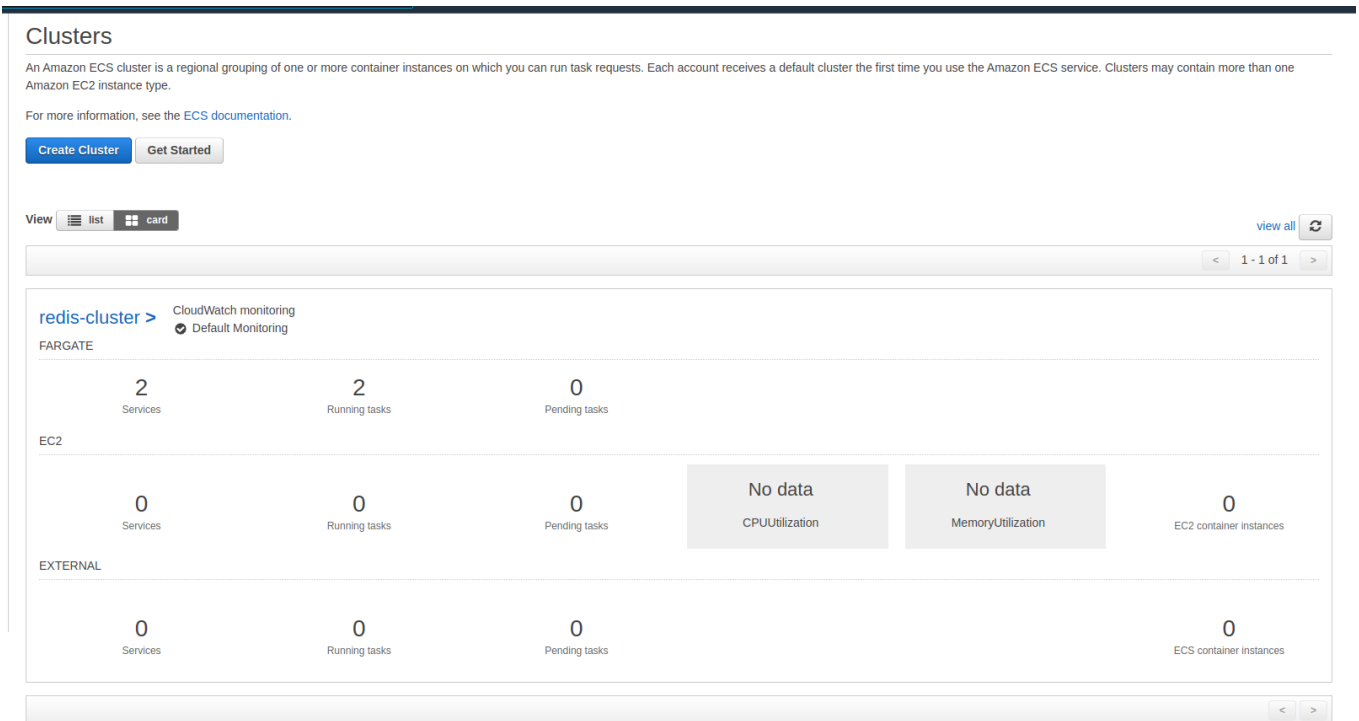 Clusters
An Amazon ECS cluster is a regional grouping of one or more container instances on which you can run task requests. Each account receives a default cluster the first time you use the Amazon ECS service. Clusters may contain more than one
Amazon EC2 instance type.
For more information, see the ECS documentation.
Create Cluster Get Started
View list card
view all
< 1 - 1 of 1 >
redis-cluster > CloudWatch monitoring
Default Monitoring
FARGATE
2 2 0
Services Running tasks Pending tasks
EC2
0 0 0 No data No data 0
Services Running tasks Pending tasks CPUUtilization MemoryUtilization EC2 container instances
EXTERNAL
0 0 0 0
Services Running tasks Pending tasks ECS container instances
< >